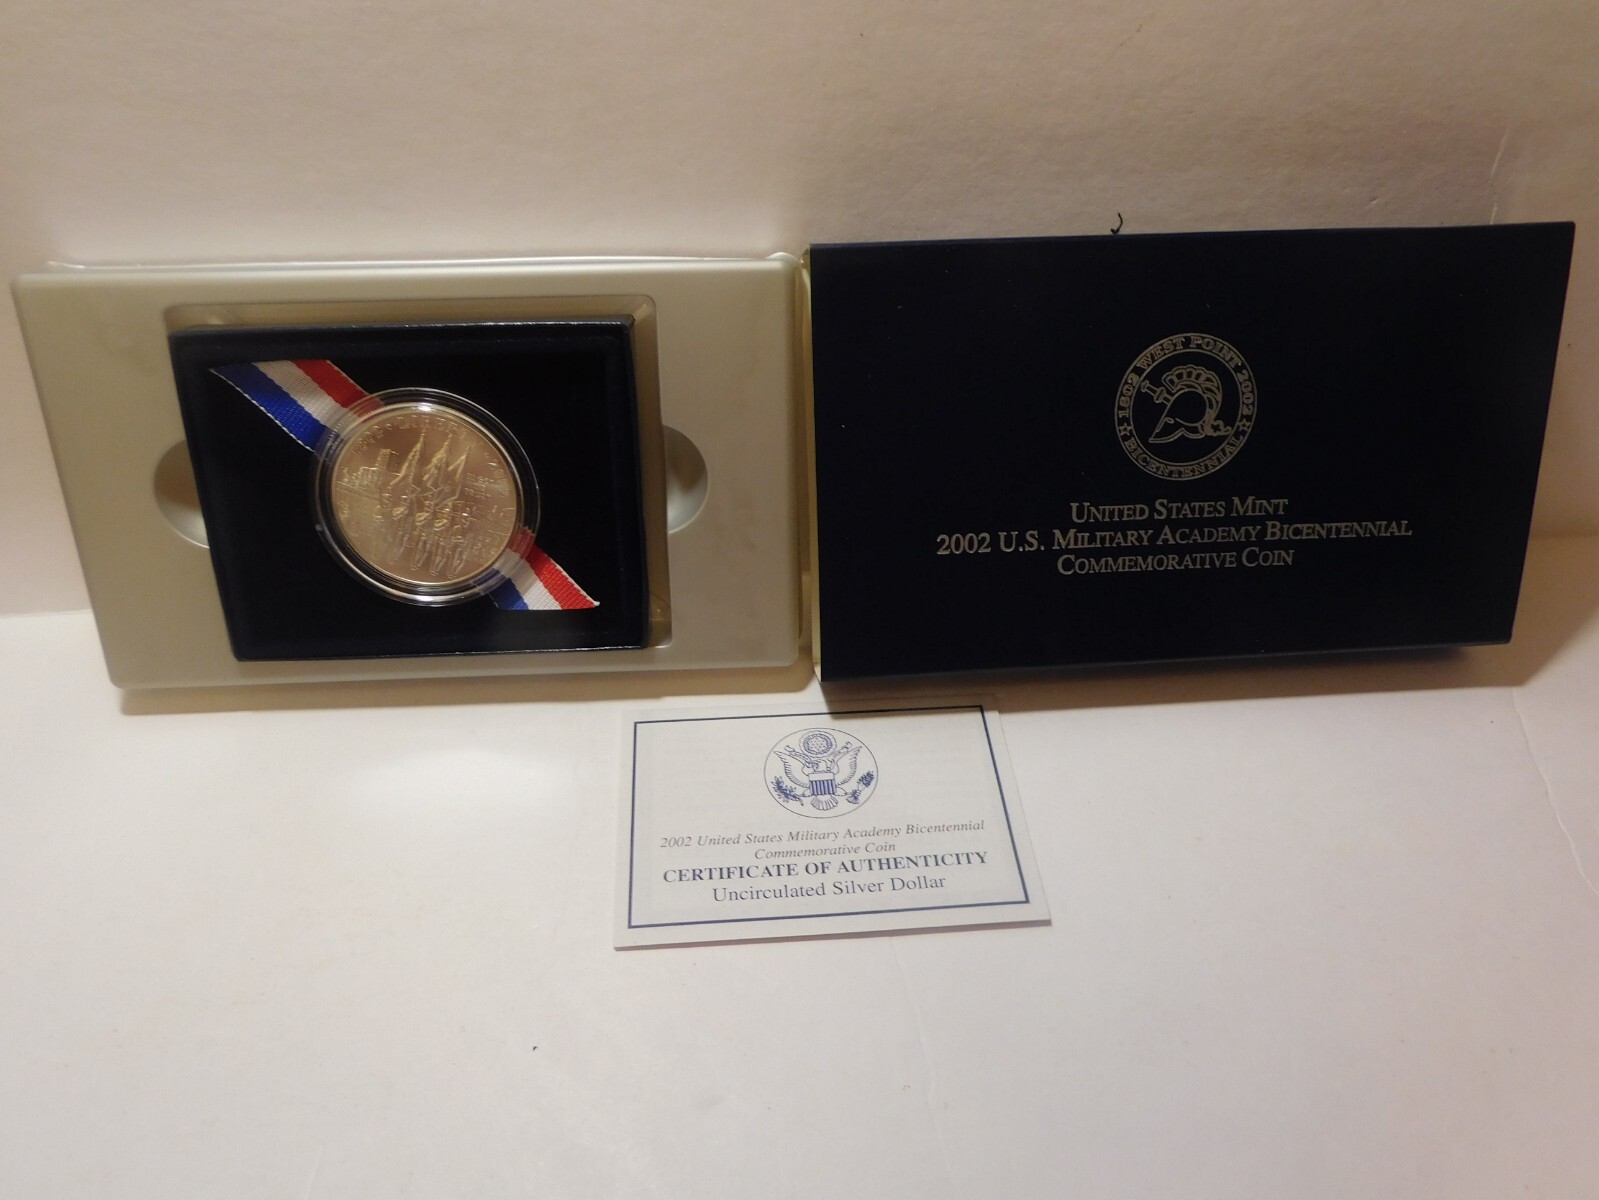 LIBERTY
1802 WEST POINT 2002
BICENTENNIAL
UNITED STATES MINT
2002 U.S. MILITARY ACADEMY BICENTENNIAL
COMMEMORATIVE COIN
2002 United States Military Academy Bicentennial
Commemorative Coin
CERTIFICATE OF AUTHENTICITY
Uncirculated Silver Dollar